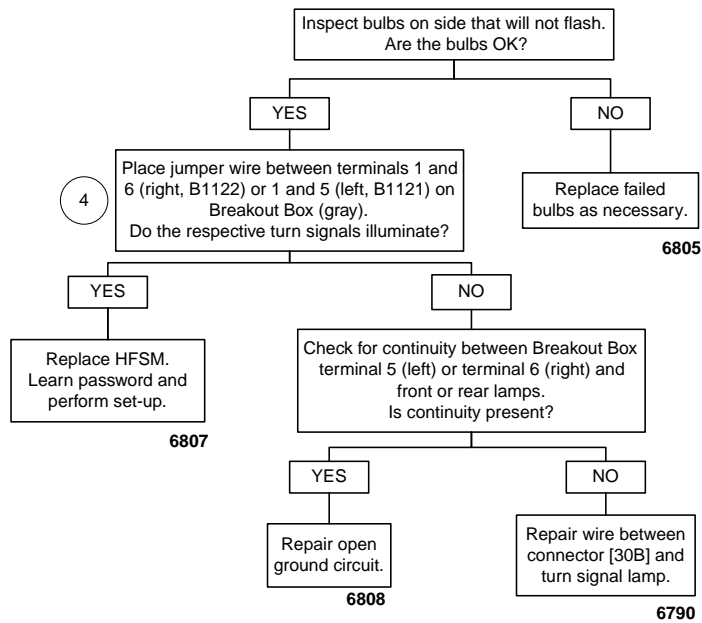 Inspect bulbs on side that will not flash.
Are the bulbs OK?
YES
NO
4
Place jumper wire between terminals 1 and
6 (right, B1122) or 1 and 5 (left, B1121) on
Breakout Box (gray).
Do the respective turn signals illuminate?
Replace failed
bulbs as necessary.
6805
YES
NO
Replace HFSM.
Learn password and
perform set-up.
6807
Check for continuity between Breakout Box
terminal 5 (left) or terminal 6 (right) and
front or rear lamps.
Is continuity present?
YES
NO
Repair open
ground circuit.
6808
Repair wire between
connector [30B] and
turn signal lamp.
6790